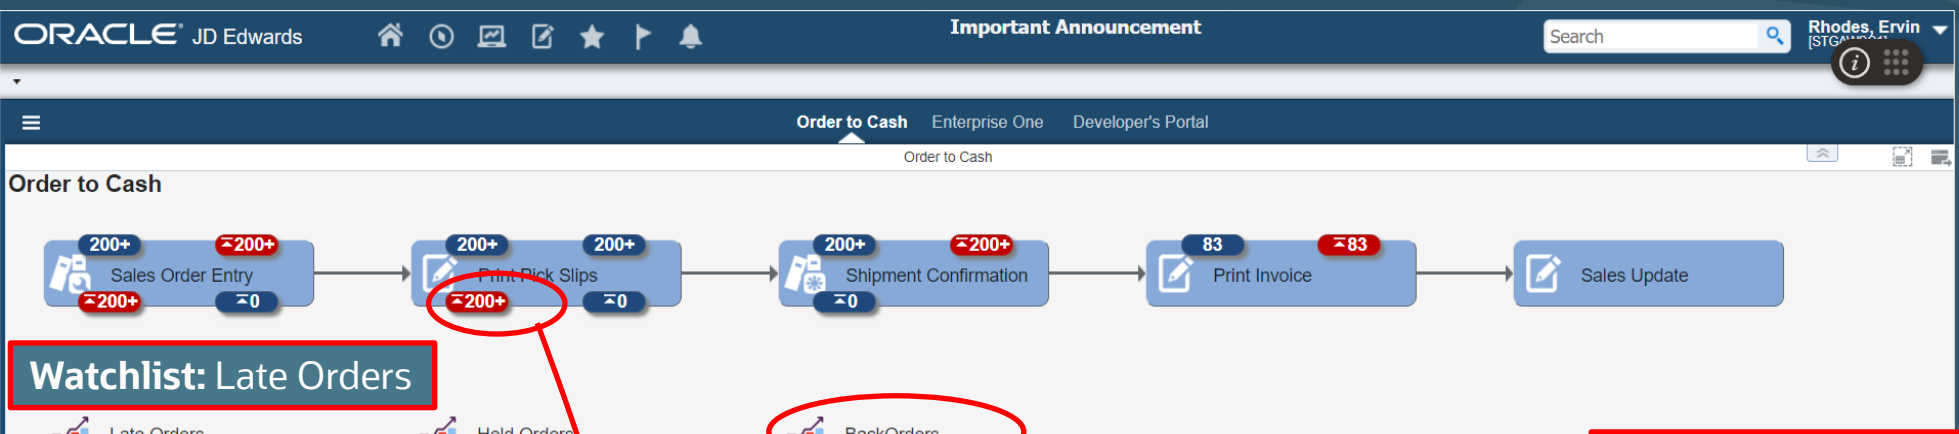 ORACLE JD Edwards
Important Announcement
Search
Rhodes, Ervin
Order to Cash Enterprise One Developer's Portal
Order to Cash
Order to Cash
200+ 200+ 200+ 200+ 200+ 200+ 83 83
Sales Order Entry Print Pick Slips Shipment Confirmation Print Invoice Sales Update
200+ 0 200+ 0 0
Watchlist: Late Orders
Late Orders Held Orders BackOrders